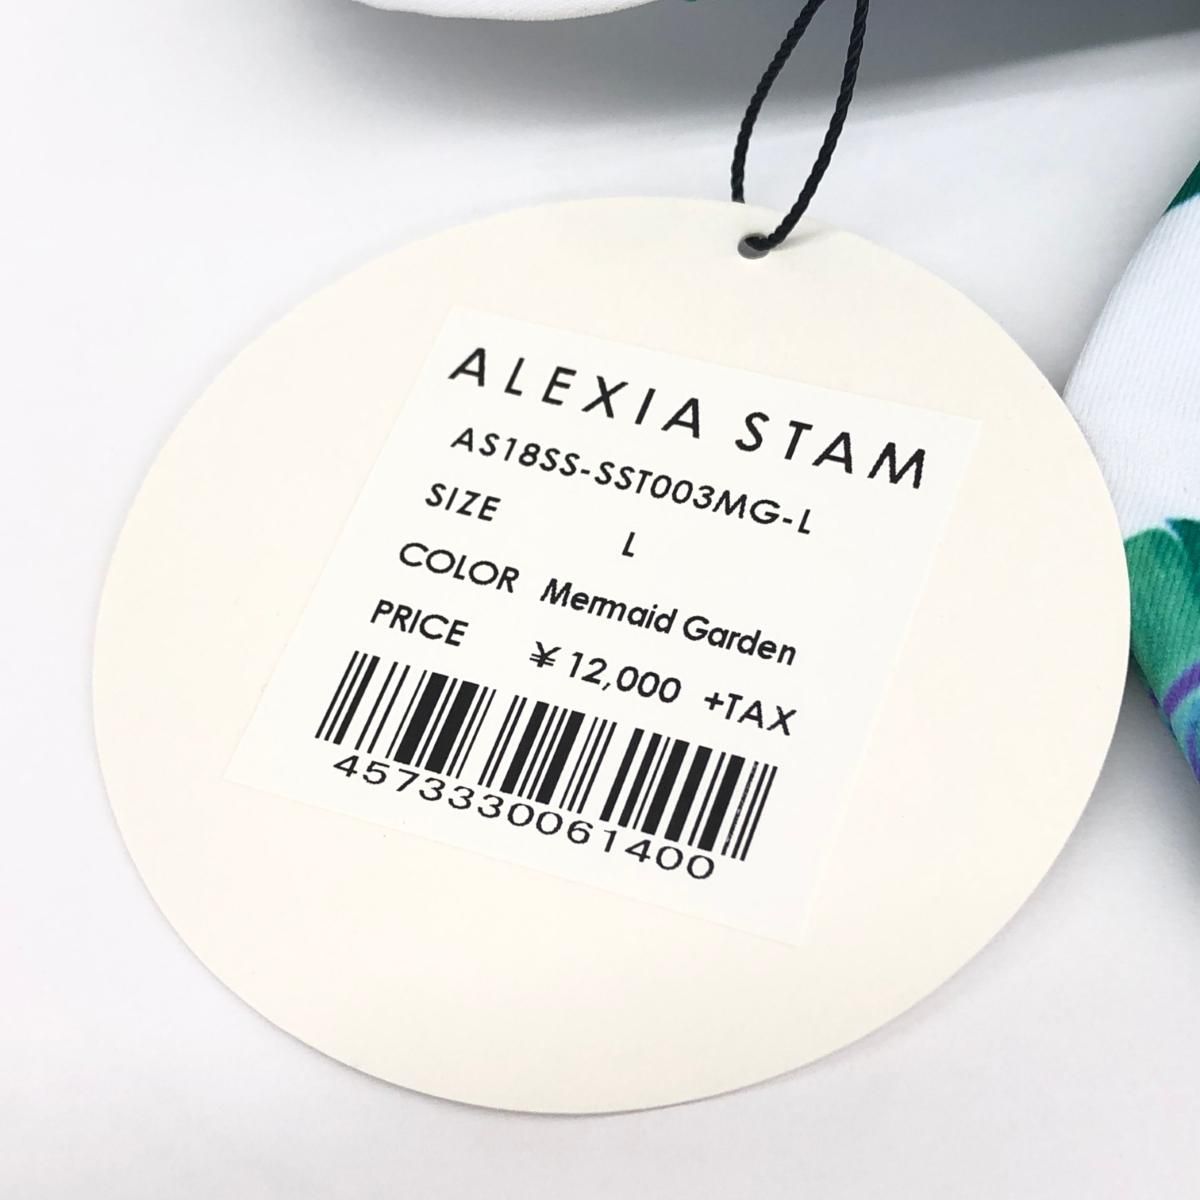 ALEXIA STAM
AS18SS-SST003MG-L
SIZE L
COLOR Mermaid Garden
PRICE ¥12,000 +TAX
4573330061400